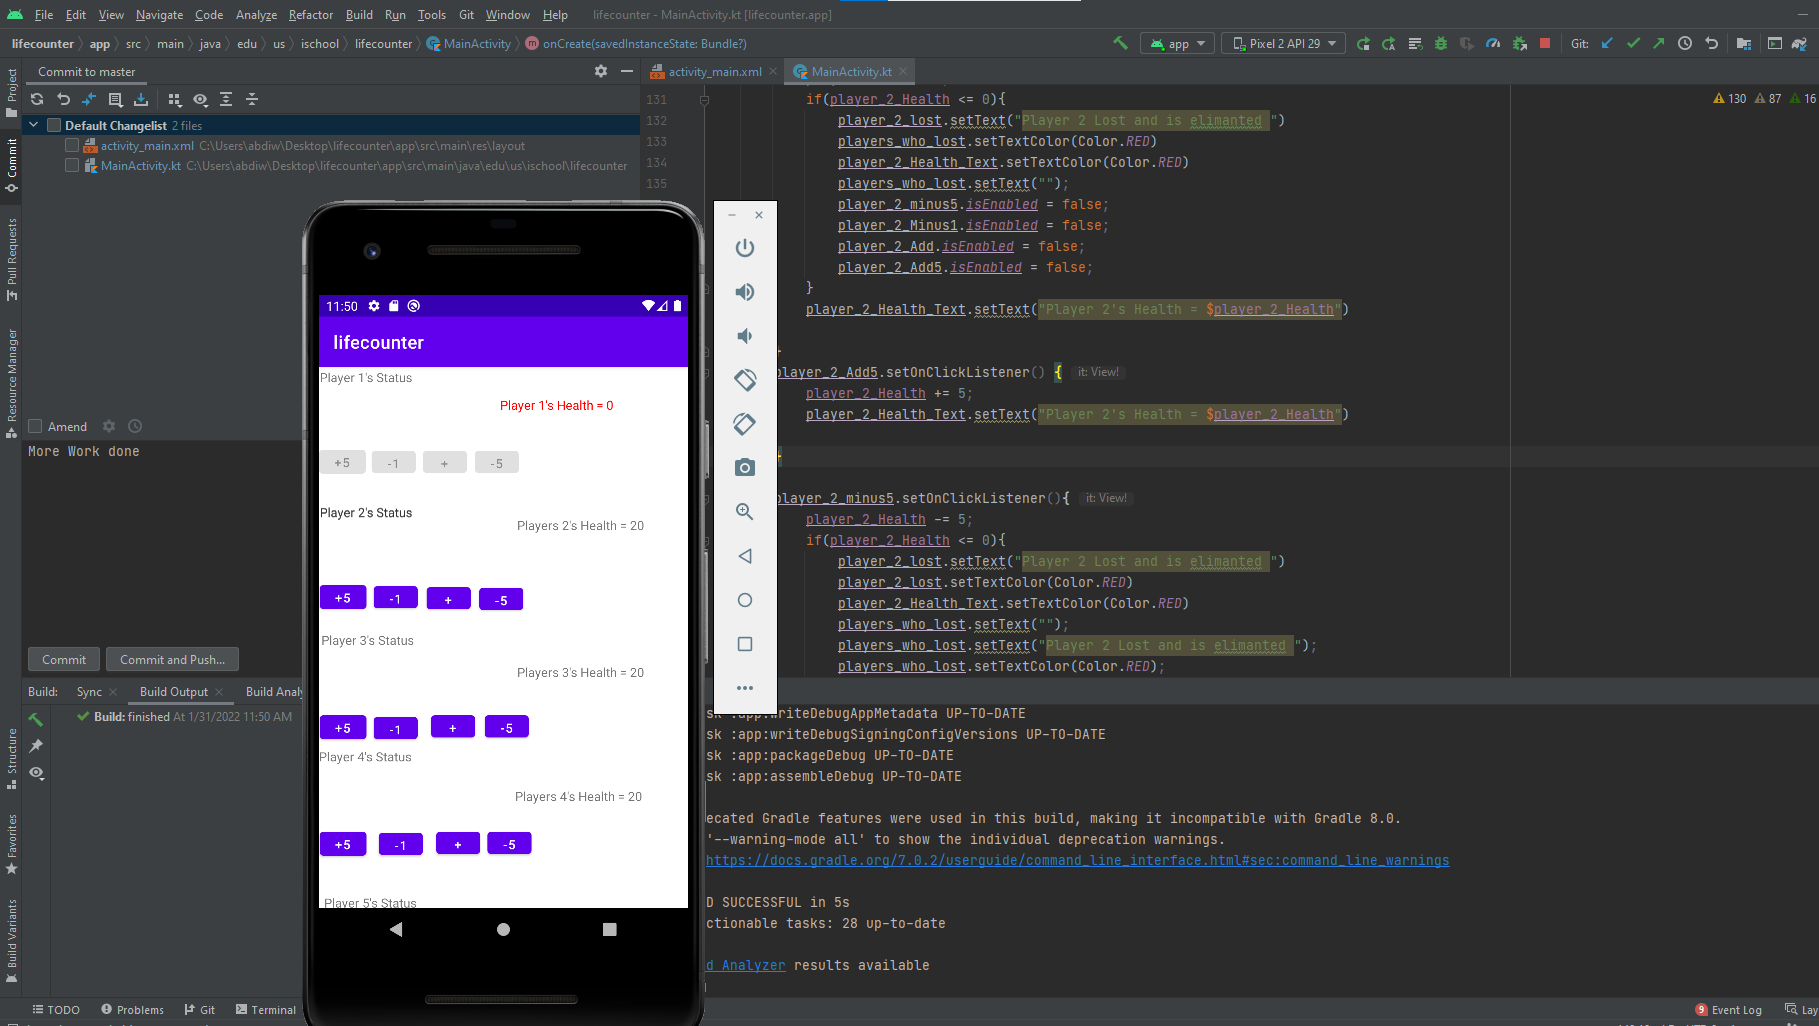 File Edit View Navigate Code Analyze Refactor Build Run Tools Git Window Help lifecounter - MainActivity.kt [lifecounter.app]
lifecounter app src main java edu us ischool lifecounter MainActivity onCreate(savedInstanceState: Bundle?) app Pixel 2 API 29 Git:
Project
Commit
Pull Requests
Resource Manager
Structure
Favorites
Build Variants
Commit to master
Default Changelist 2 files
activity_main.xml C:\Users\abdiw\Desktop\lifecounter\app\src\main\res\layout
MainActivity.kt C:\Users\abdiw\Desktop\lifecounter\app\src\main\java\edu\us\ischool\lifecounter
Amend
More Work done
Commit Commit and Push...
Build: Sync Build Output Build Analy
Build: finished At 1/31/2022 11:50 AM
11:50
lifecounter
Player 1's Status
Player 1's Health = 0
+5 -1 + -5
Player 2's Status
Players 2's Health = 20
+5 -1 + -5
Player 3's Status
Players 3's Health = 20
+5 -1 + -5
Player 4's Status
Players 4's Health = 20
+5 -1 + -5
Player 5's Status
activity_main.xml MainActivity.kt
130 87 16
131 if(player_2_Health <= 0){
132 player_2_lost.setText("Player 2 Lost and is elimanted ")
133 players_who_lost.setTextColor(Color.RED)
134 player_2_Health_Text.setTextColor(Color.RED)
135 players_who_lost.setText("");
player_2_minus5.isEnabled = false;
player_2_Minus1.isEnabled = false;
player_2_Add.isEnabled = false;
player_2_Add5.isEnabled = false;
}
player_2_Health_Text.setText("Player 2's Health = $player_2_Health")
player_2_Add5.setOnClickListener() { it: View!
player_2_Health += 5;
player_2_Health_Text.setText("Player 2's Health = $player_2_Health")
player_2_minus5.setOnClickListener(){ it: View!
player_2_Health -= 5;
if(player_2_Health <= 0){
player_2_lost.setText("Player 2 Lost and is elimanted ")
player_2_lost.setTextColor(Color.RED)
player_2_Health_Text.setTextColor(Color.RED)
players_who_lost.setText("");
players_who_lost.setText("Player 2 Lost and is elimanted ");
players_who_lost.setTextColor(Color.RED);
sk :app:writeDebugAppMetadata UP-TO-DATE
sk :app:writeDebugSigningConfigVersions UP-TO-DATE
sk :app:packageDebug UP-TO-DATE
sk :app:assembleDebug UP-TO-DATE
ecated Gradle features were used in this build, making it incompatible with Gradle 8.0.
'--warning-mode all' to show the individual deprecation warnings.
https://docs.gradle.org/7.0.2/userguide/command_line_interface.html#sec:command_line_warnings
D SUCCESSFUL in 5s
ctionable tasks: 28 up-to-date
d Analyzer results available
TODO Problems Git Terminal 9 Event Log Lay